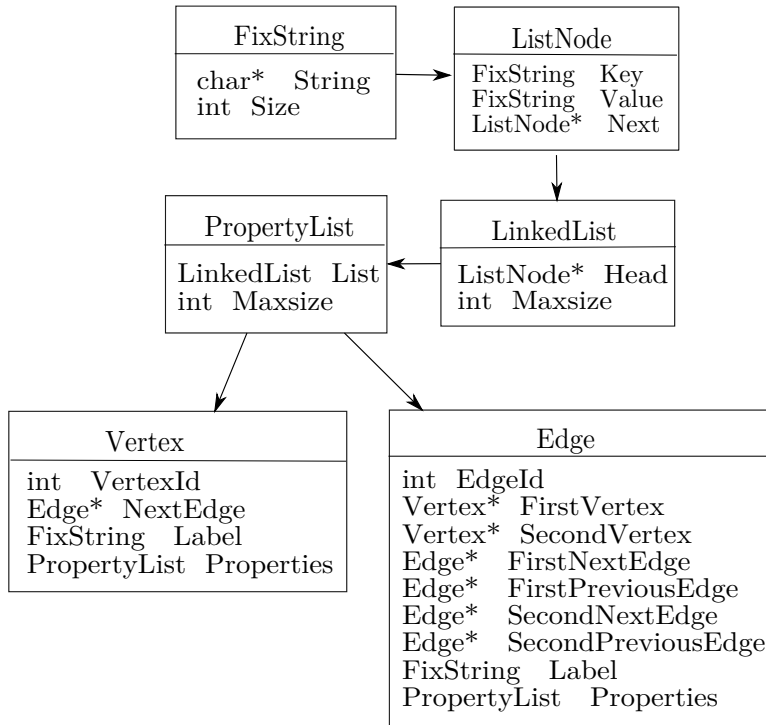 FixString
char* String
int Size
ListNode
FixString Key
FixString Value
ListNode* Next
PropertyList
LinkedList List
int Maxsize
LinkedList
ListNode* Head
int Maxsize
Vertex
int VertexId
Edge* NextEdge
FixString Label
PropertyList Properties
Edge
int EdgeId
Vertex* FirstVertex
Vertex* SecondVertex
Edge* FirstNextEdge
Edge* FirstPreviousEdge
Edge* SecondNextEdge
Edge* SecondPreviousEdge
FixString Label
PropertyList Properties